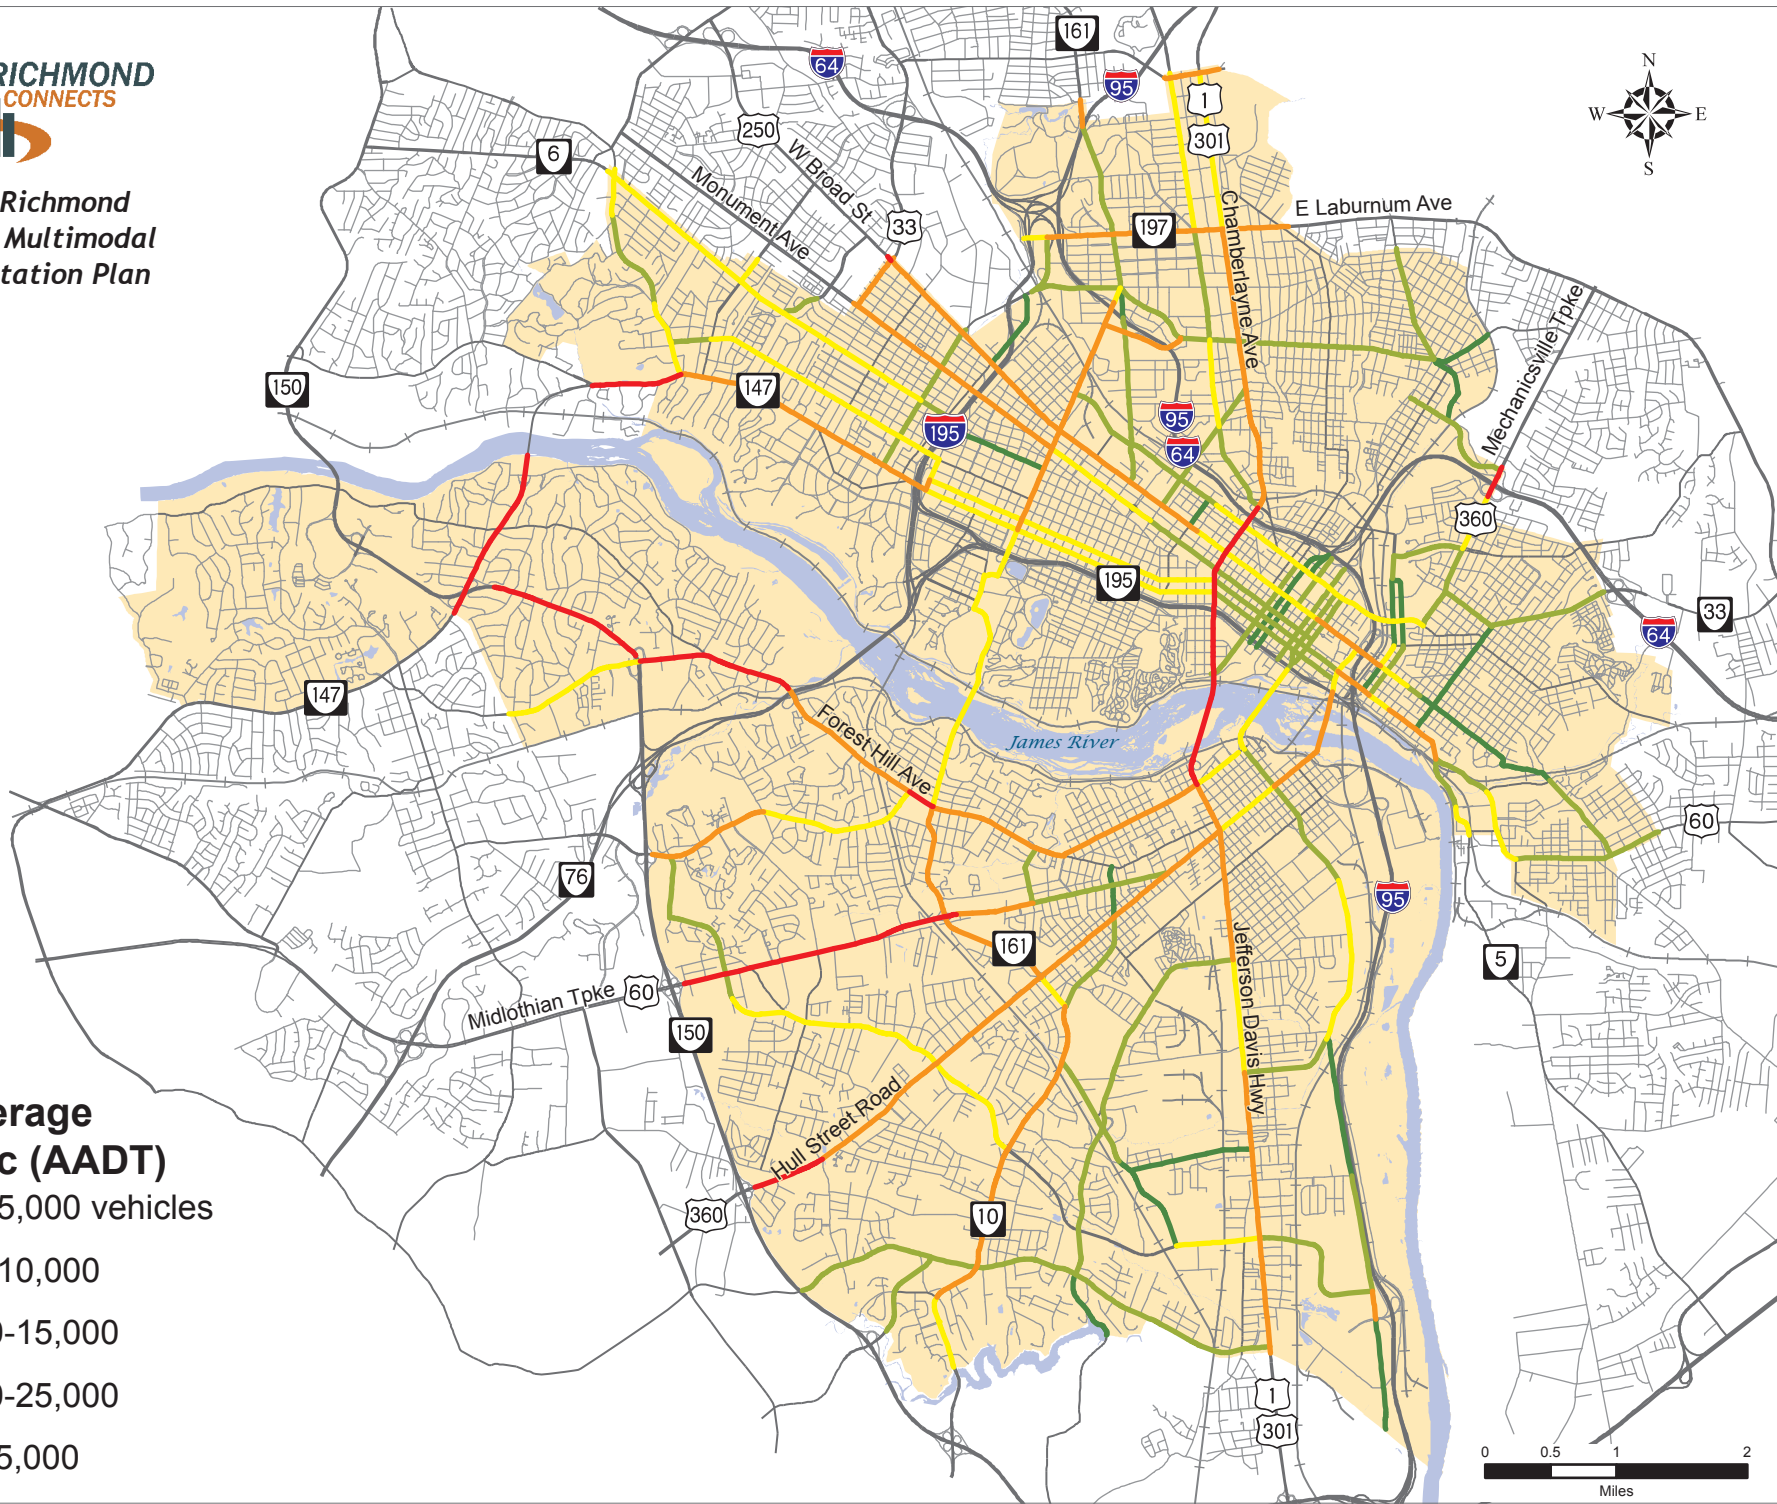 RICHMOND
CONNECTS
Richmond
Multimodal
tation Plan
161
64
95
1
250
301
6
W Broad St
Monument Ave
33
197
Chamberlayne Ave
E Laburnum Ave
Mechanicsville Tpke
150
147
195
95
64
360
195
33
64
147
James River
Forest Hill Ave
60
76
95
161
5
Jefferson Davis Hwy
Midlothian Tpke
60
150
Hull Street Road
360
10
1
301
erage
c (AADT)
5,000 vehicles
10,000
-15,000
-25,000
5,000
N
W
E
S
0 0.5 1 2
Miles